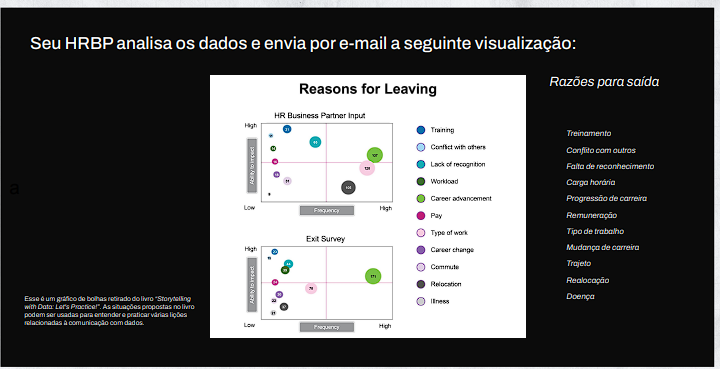 Seu HRBP analisa os dados e envia por e-mail a seguinte visualização:
Razões para saída
Reasons for Leaving
HR Business Partner Input
High
Ability to impact
Low
Frequency
High
Exit Survey
High
Ability to impact
Low
Frequency
High
Training
Conflict with others
Lack of recognition
Workload
Career advancement
Pay
Type of work
Career change
Commute
Relocation
Illness
Treinamento
Conflito com outros
Falta de reconhecimento
Carga horária
Progressão de carreira
Remuneração
Tipo de trabalho
Mudança de carreira
Trajeto
Realocação
Doença
a
Esse é um gráfico de bolhas retirado do livro “Storytelling
with Data: Let's Practice!”. As situações propostas no livro
podem ser usadas para entender e praticar várias lições
relacionadas à comunicação com dados.